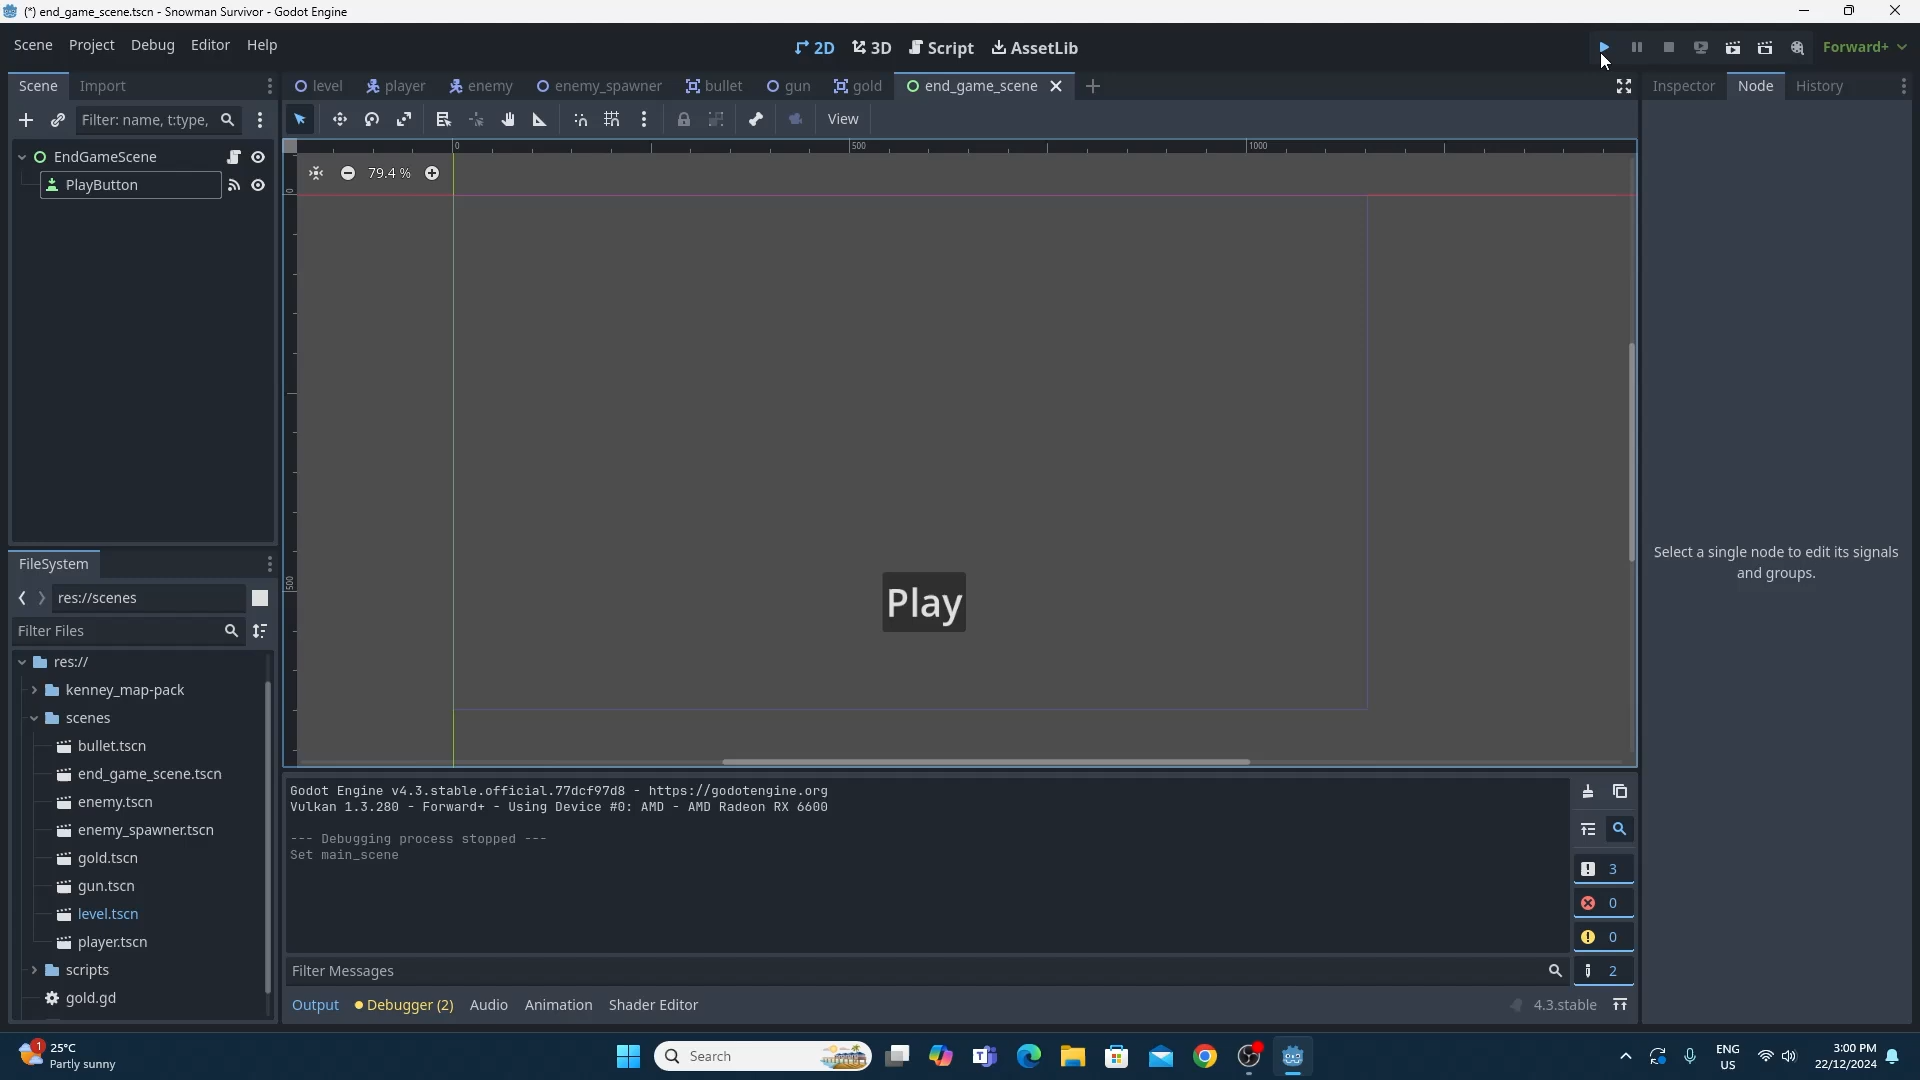 (*) end_game_scene.tscn - Snowman Survivor - Godot Engine
Scene Project Debug Editor Help
2D 3D Script AssetLib
Forward+
Scene Import
level player enemy enemy_spawner bullet gun gold end_game_scene
Inspector Node History
Filter: name, t:type,
View
0 500 1000
EndGameScene
79.4 %
PlayButton
0
500
Play
Select a single node to edit its signals
and groups.
FileSystem
res://scenes
Filter Files
res://
kenney_map-pack
scenes
bullet.tscn
end_game_scene.tscn
enemy.tscn
enemy_spawner.tscn
gold.tscn
gun.tscn
level.tscn
player.tscn
scripts
gold.gd
Godot Engine v4.3.stable.official.77dcf97d8 - https://godotengine.org
Vulkan 1.3.280 - Forward+ - Using Device #0: AMD - AMD Radeon RX 6600
--- Debugging process stopped ---
Set main_scene
3
0
0
2
Filter Messages
Output Debugger (2) Audio Animation Shader Editor
4.3.stable
1
25°C
Partly sunny
Search
ENG
US
3:00 PM
22/12/2024